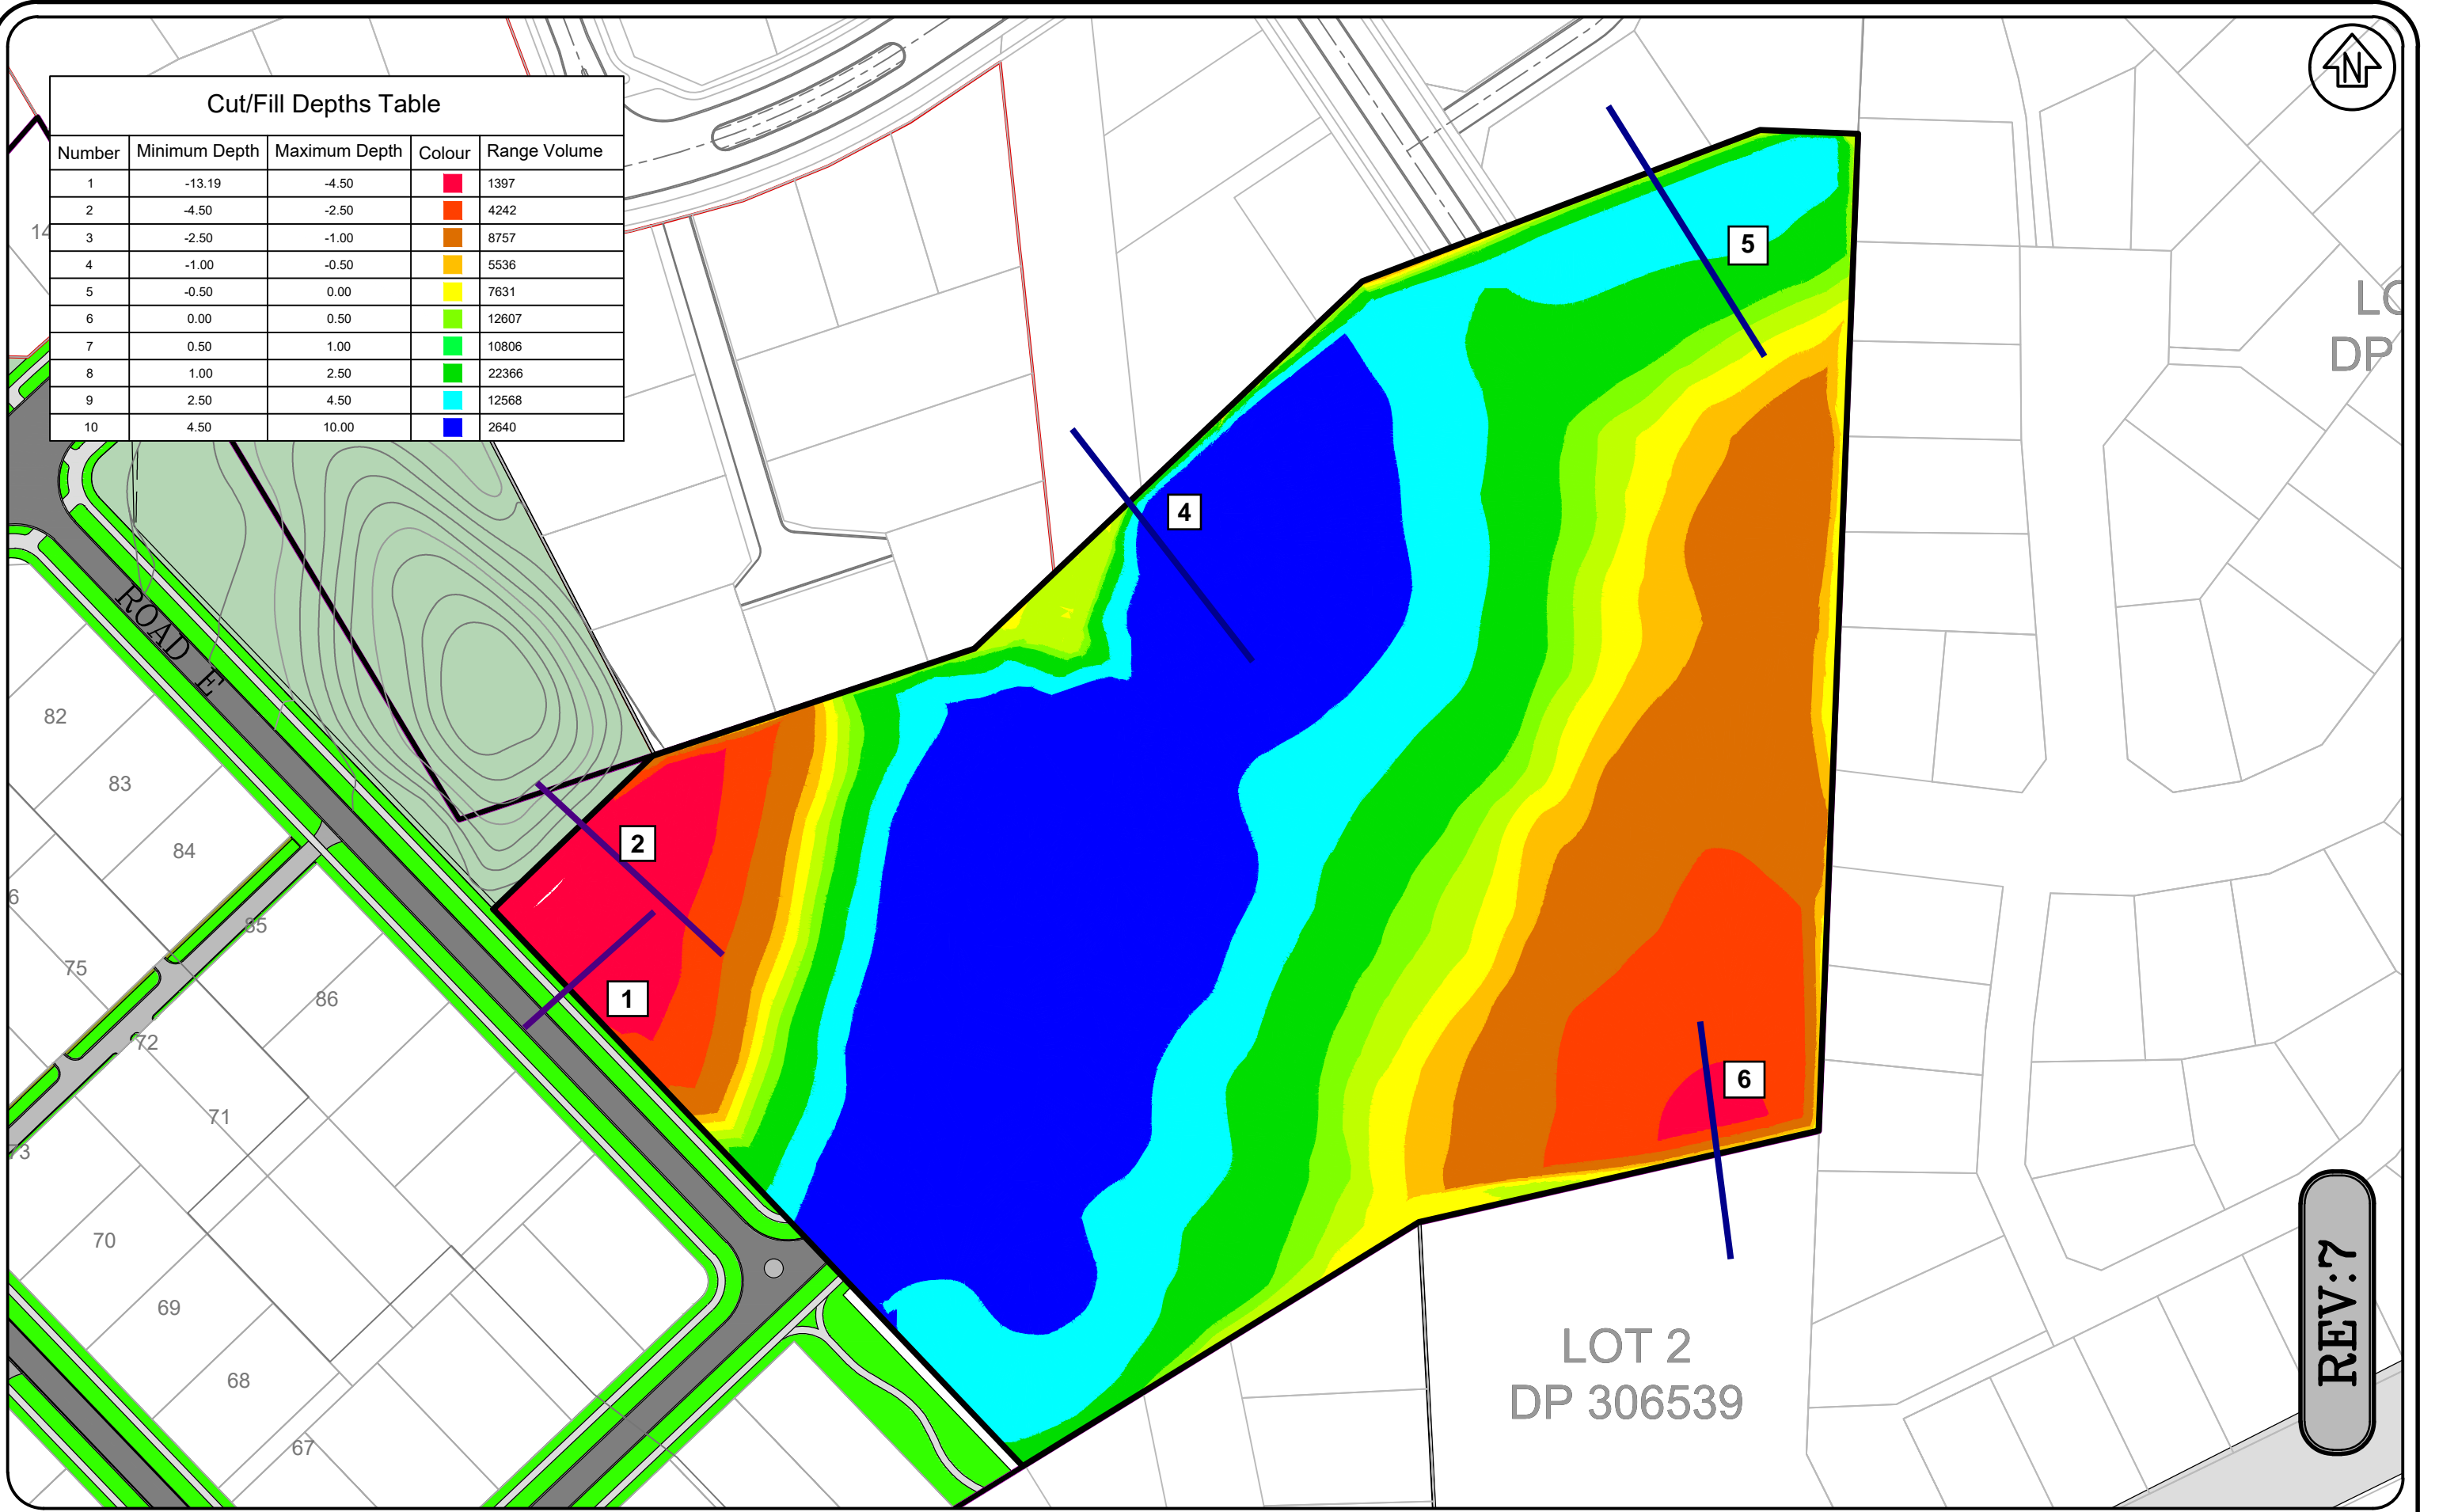 N
Cut/Fill Depths Table
Number Minimum Depth Maximum Depth Colour Range Volume
1 -13.19 -4.50 1397
2 -4.50 -2.50 4242
3 -2.50 -1.00 8757
4 -1.00 -0.50 5536
5 -0.50 0.00 7631
6 0.00 0.50 12607
7 0.50 1.00 10806
8 1.00 2.50 22366
9 2.50 4.50 12568
10 4.50 10.00 2640
14
5
LO
DP
4
ROAD E
82
83
2
84
6
85
75
86
1
72
6
71
73
70
69
REV:7
LOT 2
DP 306539
68
67